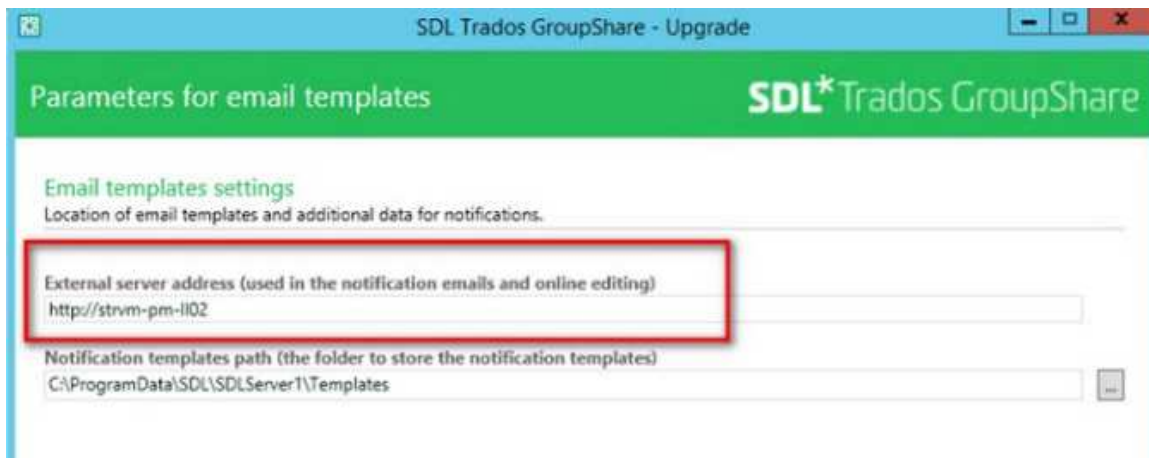 SDL Trados GroupShare - Upgrade
Parameters for email templates
SDL* Trados GroupShare
Email templates settings
Location of email templates and additional data for notifications.
External server address (used in the notification emails and online editing)
http://strvm-pm-ll02
Notification templates path (the folder to store the notification templates)
C:\ProgramData\SDL\SDLServer1\Templates
...